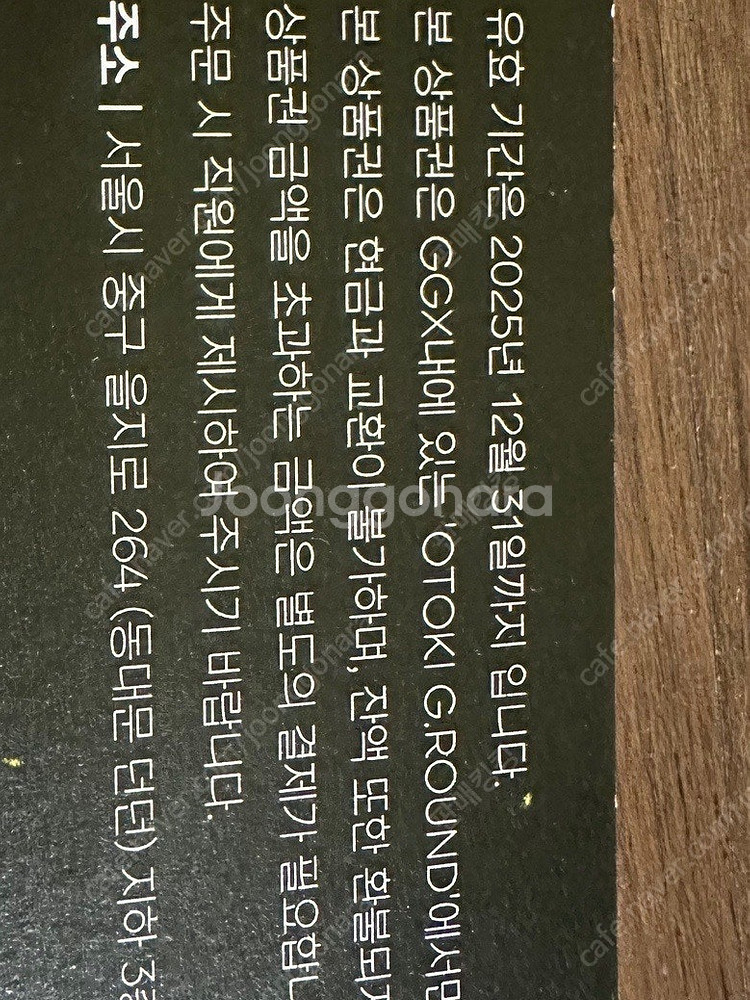 유효 기간은 2025년 12월 31일까지 입니다.
본 상품권은 GGX내에 있는 'OTOKI G.ROUND'에서만
본 상품권은 현금과 교환이 불가하며, 잔액 또한 환불되지
상품권 금액을 초과하는 금액은 별도의 결제가 필요합니
주문 시 직원에게 제시하여 주시기 바랍니다.
주소 | 서울시 중구 을지로 264 (동대문 던던) 지하 3층
Joonggonara